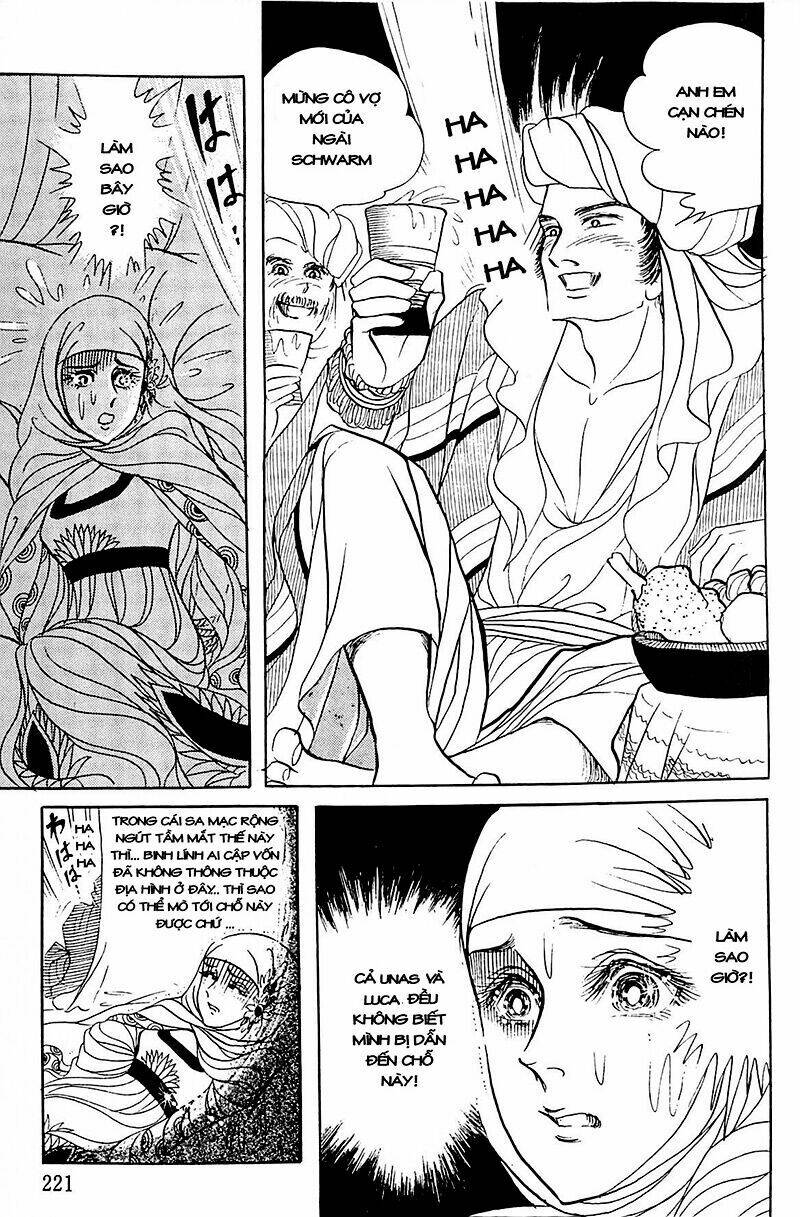 ANH EM
CẠN CHÉN
NÀO!
MỪNG CÔ VỢ
MỚI CỦA
NGÀI
SCHWARM
HA
HA
HA
HA
HA
はは…
LÀM
SAO
BÂY
GIỜ
?!
LÀM
SAO
GIỜ?!
CẢ UNAS VÀ
LUCA ĐỀU
KHÔNG BIẾT
MÌNH BỊ DẪN
ĐẾN CHỖ
NÀY!
TRONG CÁI SA MẠC RỘNG
NGÚT TẦM MẮT THẾ NÀY
THÌ... BINH LÍNH AI CẬP VỐN
ĐÃ KHÔNG THÔNG THUỘC
ĐỊA HÌNH Ở ĐÂY.. THÌ SAO
CÓ THỂ MÒ TỚI CHỖ NÀY
ĐƯỢC CHỨ ...
HA
HA
HA
わはは…
221